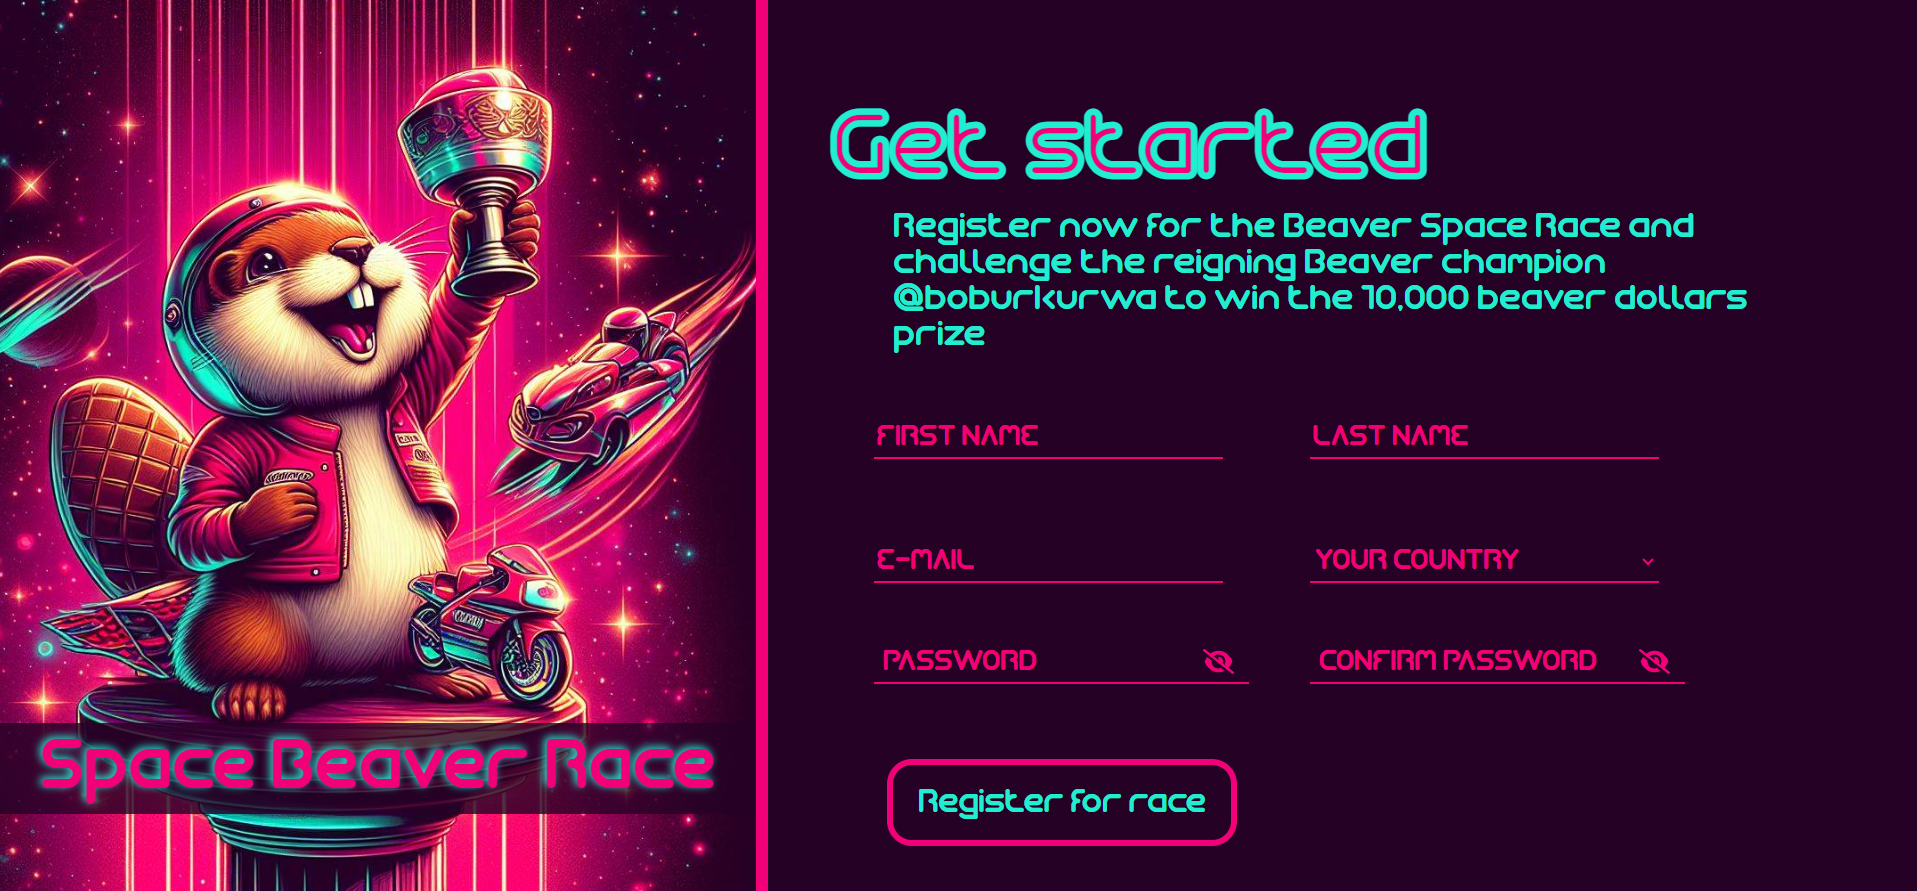 Get started
Register now for the Beaver Space Race and
challenge the reigning Beaver champion
@boburkurwa to win the 10,000 beaver dollars
prize
FIRST NAME
LAST NAME
E-MAIL
YOUR COUNTRY
PASSWORD
CONFIRM PASSWORD
Register for race
Space Beaver Race